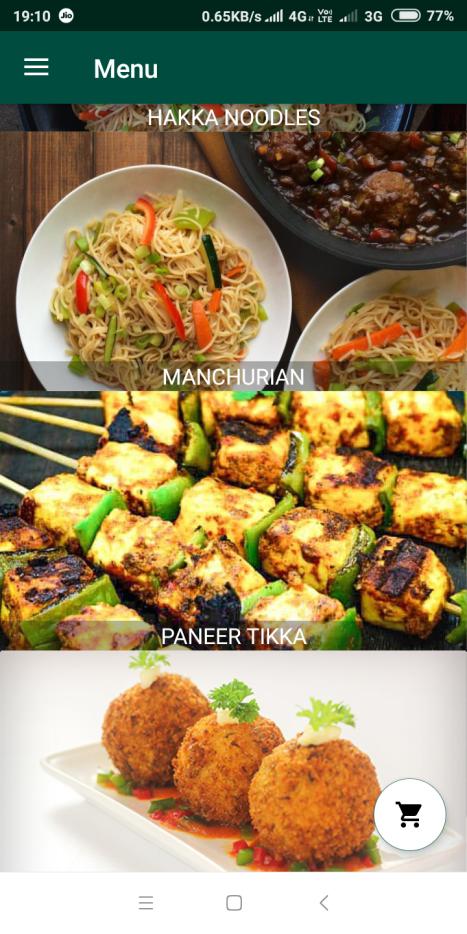 19:10 Jio 0.65KB/s 4G Vo) LTE 3G 77%
Menu
HAKKA NOODLES
MANCHURIAN
PANEER TIKKA